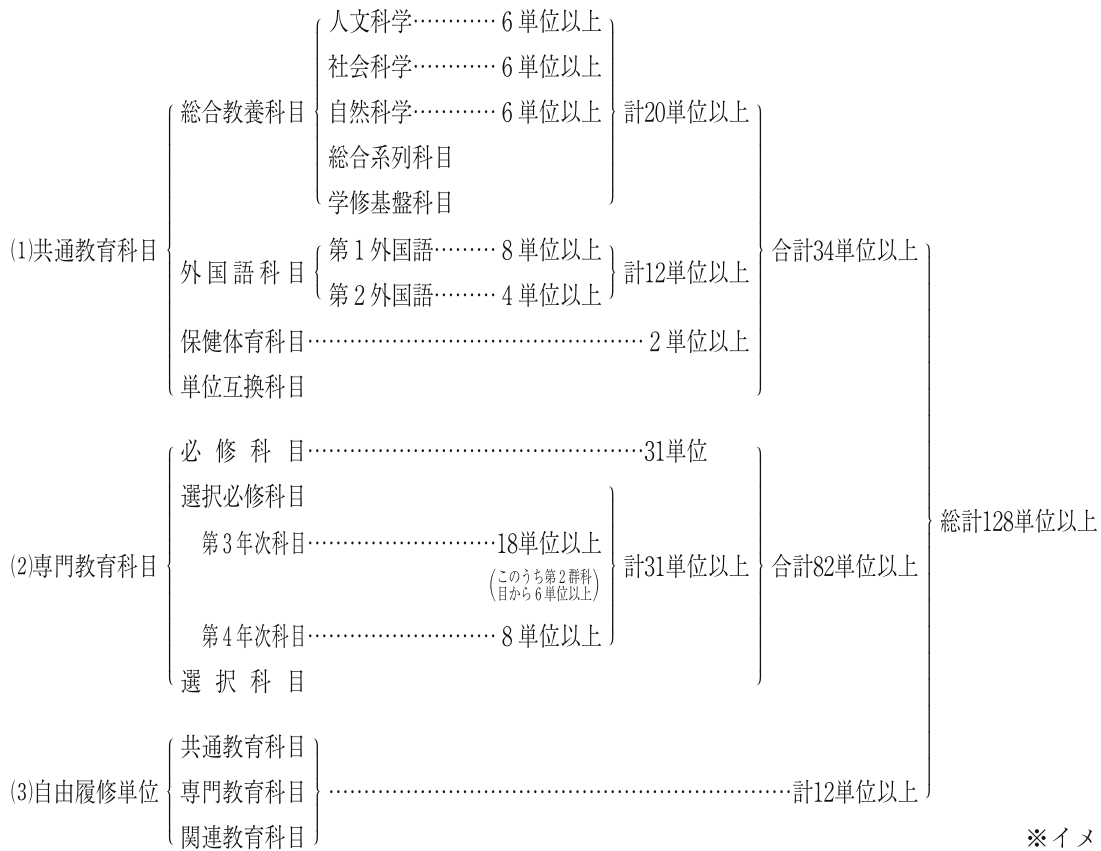 人文科学…………６単位以上
社会科学…………６単位以上
総合教養科目 自然科学…………６単位以上 計20単位以上
総合系列科目
学修基盤科目
⑴共通教育科目 第１外国語………８単位以上 合計34単位以上
外国語科目 計12単位以上
第２外国語………４単位以上
保健体育科目…………………………………………２単位以上
単位互換科目
必修科目…………………………………………31単位
選択必修科目
総計128単位以上
第３年次科目………………………18単位以上
⑵専門教育科目 計31単位以上 合計82単位以上
(このうち第２群科
目から６単位以上)
第４年次科目………………………８単位以上
選択科目
共通教育科目
⑶自由履修単位 専門教育科目 …………………………………………………………計12単位以上
関連教育科目
※イメ